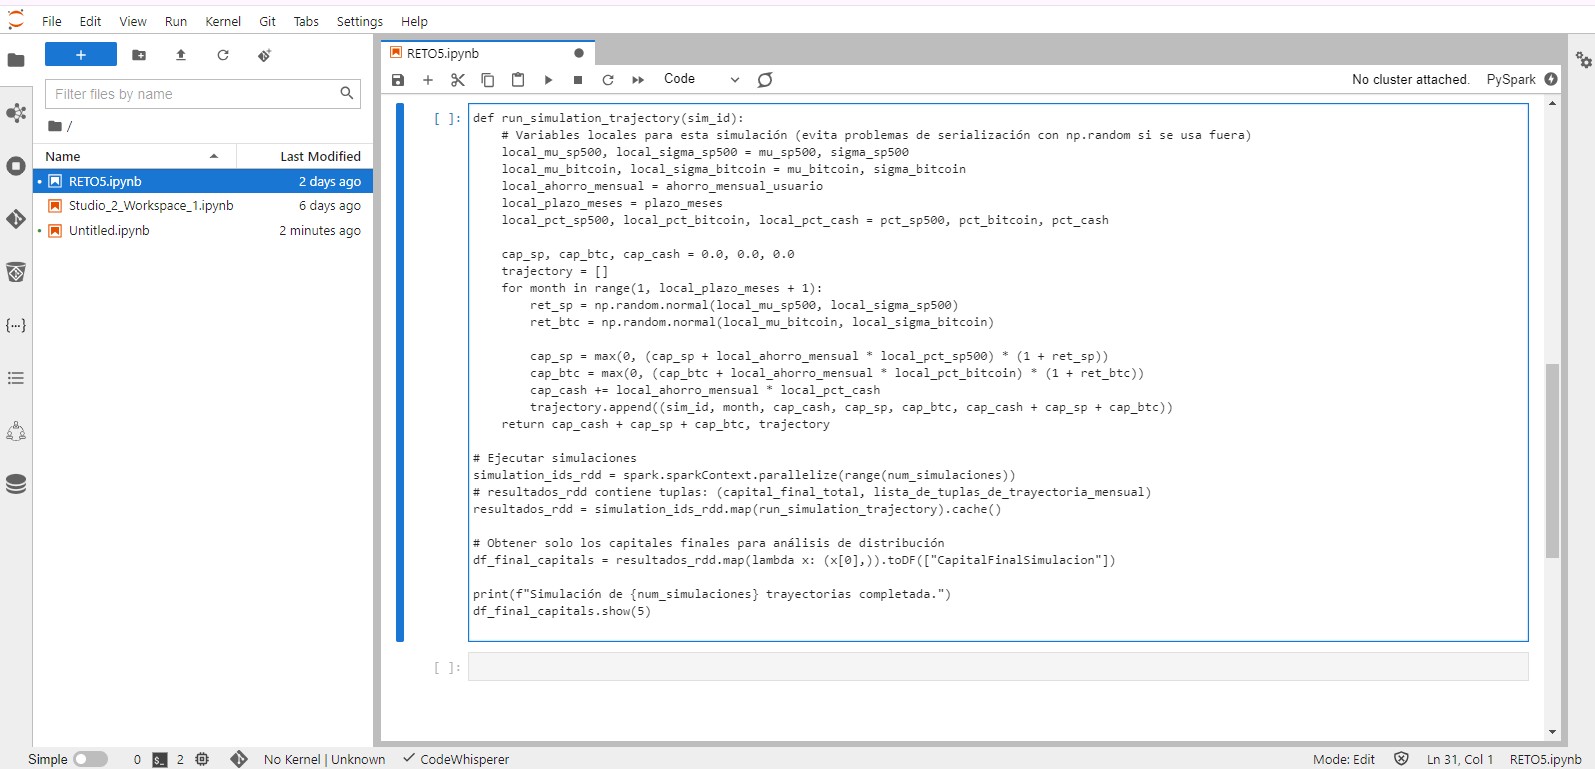 File Edit View Run Kernel Git Tabs Settings Help
+
Filter files by name
/
Name Last Modified
RETO5.ipynb 2 days ago
Studio_2_Workspace_1.ipynb 6 days ago
Untitled.ipynb 2 minutes ago
RETO5.ipynb
Code
No cluster attached. PySpark
[ ]:
def run_simulation_trajectory(sim_id):
    # Variables locales para esta simulación (evita problemas de serialización con np.random si se usa fuera)
    local_mu_sp500, local_sigma_sp500 = mu_sp500, sigma_sp500
    local_mu_bitcoin, local_sigma_bitcoin = mu_bitcoin, sigma_bitcoin
    local_ahorro_mensual = ahorro_mensual_usuario
    local_plazo_meses = plazo_meses
    local_pct_sp500, local_pct_bitcoin, local_pct_cash = pct_sp500, pct_bitcoin, pct_cash
    cap_sp, cap_btc, cap_cash = 0.0, 0.0, 0.0
    trajectory = []
    for month in range(1, local_plazo_meses + 1):
        ret_sp = np.random.normal(local_mu_sp500, local_sigma_sp500)
        ret_btc = np.random.normal(local_mu_bitcoin, local_sigma_bitcoin)
        cap_sp = max(0, (cap_sp + local_ahorro_mensual * local_pct_sp500) * (1 + ret_sp))
        cap_btc = max(0, (cap_btc + local_ahorro_mensual * local_pct_bitcoin) * (1 + ret_btc))
        cap_cash += local_ahorro_mensual * local_pct_cash
        trajectory.append((sim_id, month, cap_cash, cap_sp, cap_btc, cap_cash + cap_sp + cap_btc))
    return cap_cash + cap_sp + cap_btc, trajectory
# Ejecutar simulaciones
simulation_ids_rdd = spark.sparkContext.parallelize(range(num_simulaciones))
# resultados_rdd contiene tuplas: (capital_final_total, lista_de_tuplas_de_trayectoria_mensual)
resultados_rdd = simulation_ids_rdd.map(run_simulation_trajectory).cache()
# Obtener solo los capitales finales para análisis de distribución
df_final_capitals = resultados_rdd.map(lambda x: (x[0],)).toDF(["CapitalFinalSimulacion"])
print(f"Simulación de {num_simulaciones} trayectorias completada.")
df_final_capitals.show(5)
[ ]:
Simple 0 $_ 2 No Kernel | Unknown CodeWhisperer Mode: Edit Ln 31, Col 1 RETO5.ipynb